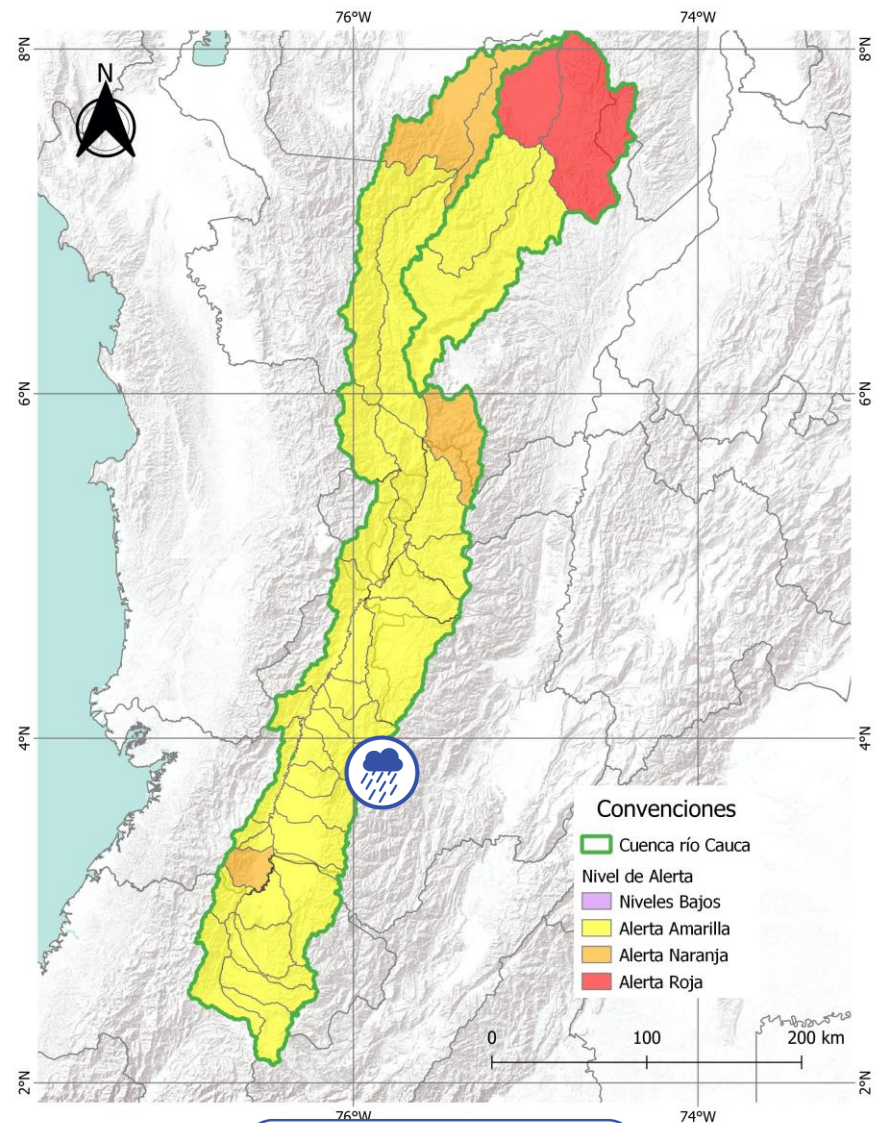 76°W 74°W
8°N 8°N
N
6°N 6°N
4°N 4°N
Convenciones
Cuenca río Cauca
Nivel de Alerta
Niveles Bajos
Alerta Amarilla
Alerta Naranja
Alerta Roja
0 100 200 km
2°N 2°N
76°W 74°W